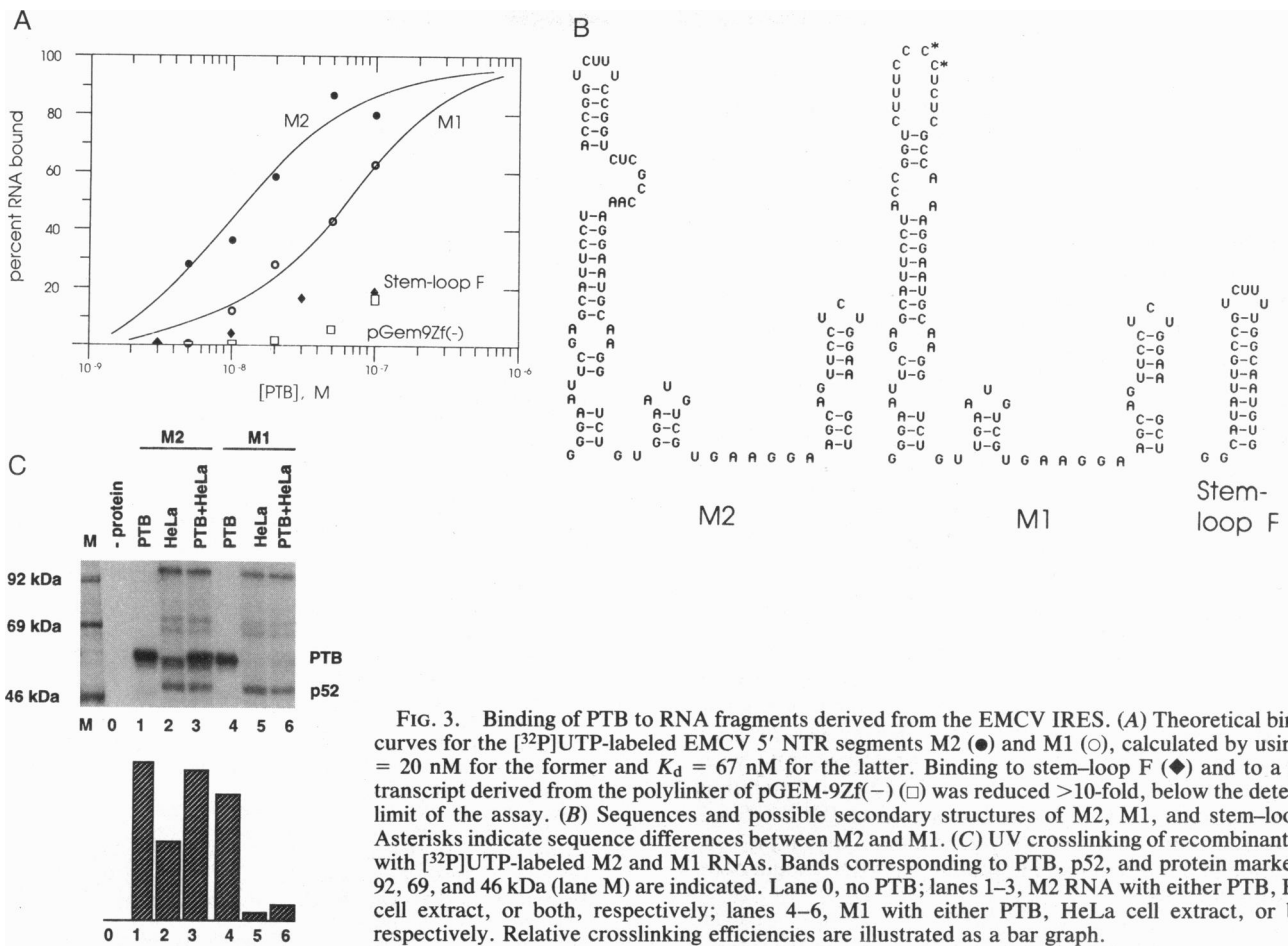 A
percent RNA bound
100
80
60
40
20
M2
M1
Stem-loop F
pGem9Zf(-)
10-9
10-8
10-7
10-6
[PTB], M
B
CUU
U U
G-C
G-C
C-G
C-G
A-U
CUC
G
C
AAC
U-A
C-G
C-G
U-A
A A
G A
C-G
U-G
U
A
A-U
G-C
G
G U
U
A G
A-U
U G A A G G A
C
U U
C-G
C-G
U-A
G
A
M2
C C*
C C*
U U
U C
U U
C C
U-G
G-C
G-C
C A
C
A A
U-A
C-G
C-G
U-A
G
G U
U
A G
A-U
U G A A G G A
C
U U
C-G
C-G
U-A
G
A
M1
CUU
U U
G G
Stem-
loop F
C
M2
M1
M
- protein
PTB
HeLa
PTB+HeLa
PTB
HeLa
PTB+HeLa
92 kDa
69 kDa
46 kDa
PTB
p52
M 0 1 2 3 4 5 6
0 1 2 3 4 5 6
FIG. 3. Binding of PTB to RNA fragments derived from the EMCV IRES. (A) Theoretical bin
curves for the [32P]UTP-labeled EMCV 5′ NTR segments M2 (●) and M1 (○), calculated by usin
= 20 nM for the former and Kd = 67 nM for the latter. Binding to stem–loop F (◆) and to a
transcript derived from the polylinker of pGEM-9Zf(−) (□) was reduced >10-fold, below the dete
limit of the assay. (B) Sequences and possible secondary structures of M2, M1, and stem–loo
Asterisks indicate sequence differences between M2 and M1. (C) UV crosslinking of recombinant
with [32P]UTP-labeled M2 and M1 RNAs. Bands corresponding to PTB, p52, and protein marke
92, 69, and 46 kDa (lane M) are indicated. Lane 0, no PTB; lanes 1–3, M2 RNA with either PTB,
cell extract, or both, respectively; lanes 4–6, M1 with either PTB, HeLa cell extract, or
respectively. Relative crosslinking efficiencies are illustrated as a bar graph.